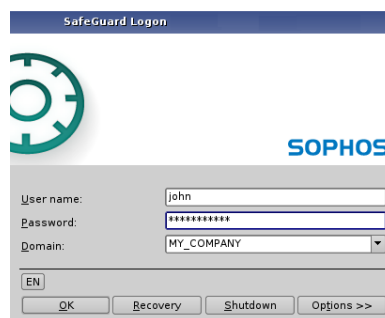 SafeGuard Logon
SOPHOS
User name: john
Password: ***********
Domain: MY_COMPANY
EN
OK Recovery Shutdown Options >>